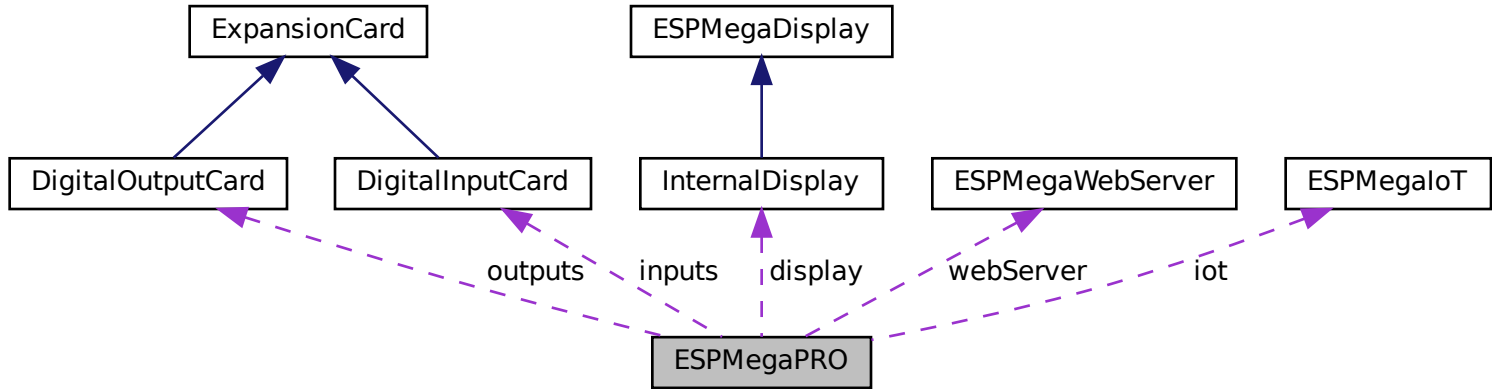 ExpansionCard
ESPMegaDisplay
DigitalOutputCard
DigitalInputCard
InternalDisplay
ESPMegaWebServer
ESPMegaIoT
outputs
inputs
display
webServer
iot
ESPMegaPRO